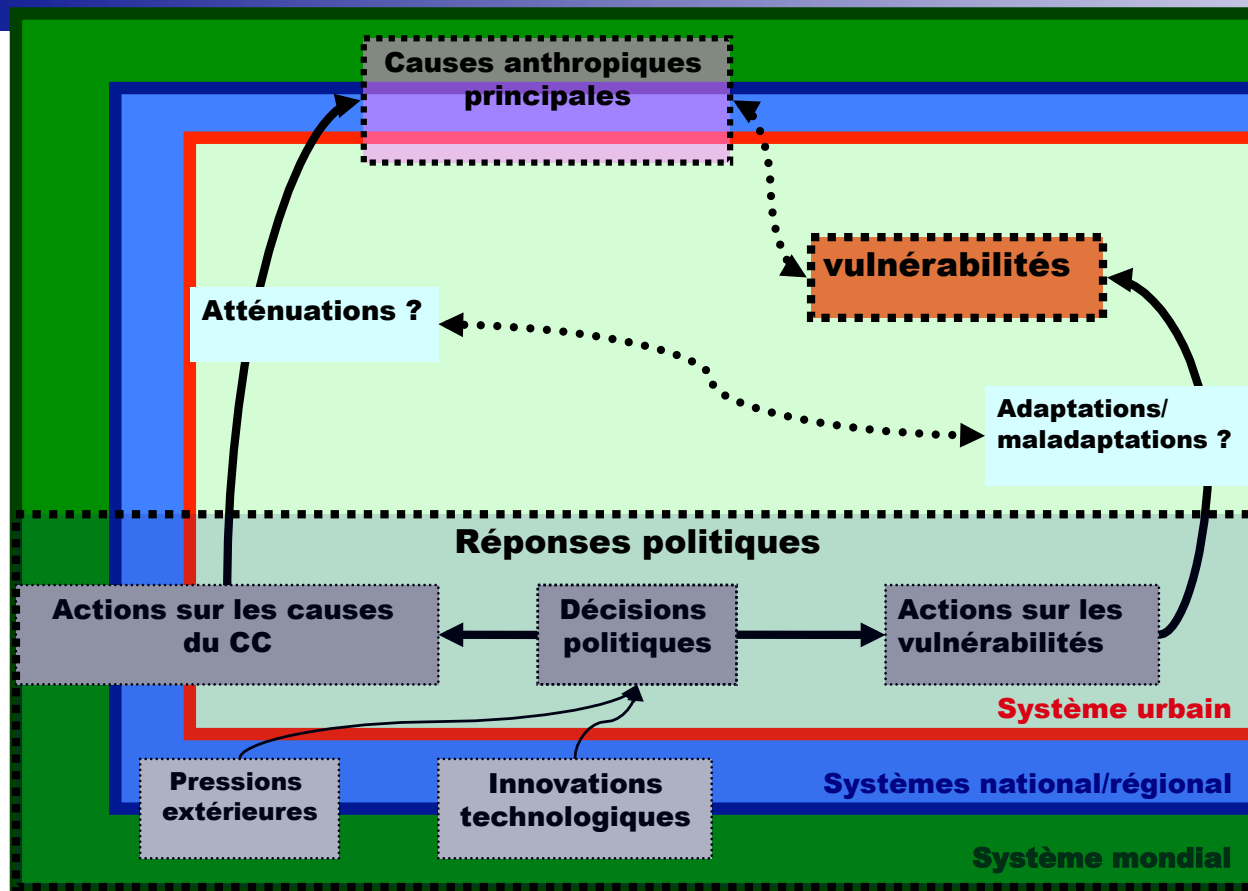 Causes anthropiques
principales
vulnérabilités
Atténuations ?
Adaptations/
maladaptations ?
Réponses politiques
Actions sur les causes
du CC
Décisions
politiques
Actions sur les
vulnérabilités
Système urbain
Pressions
extérieures
Innovations
technologiques
Systèmes national/régional
Système mondial